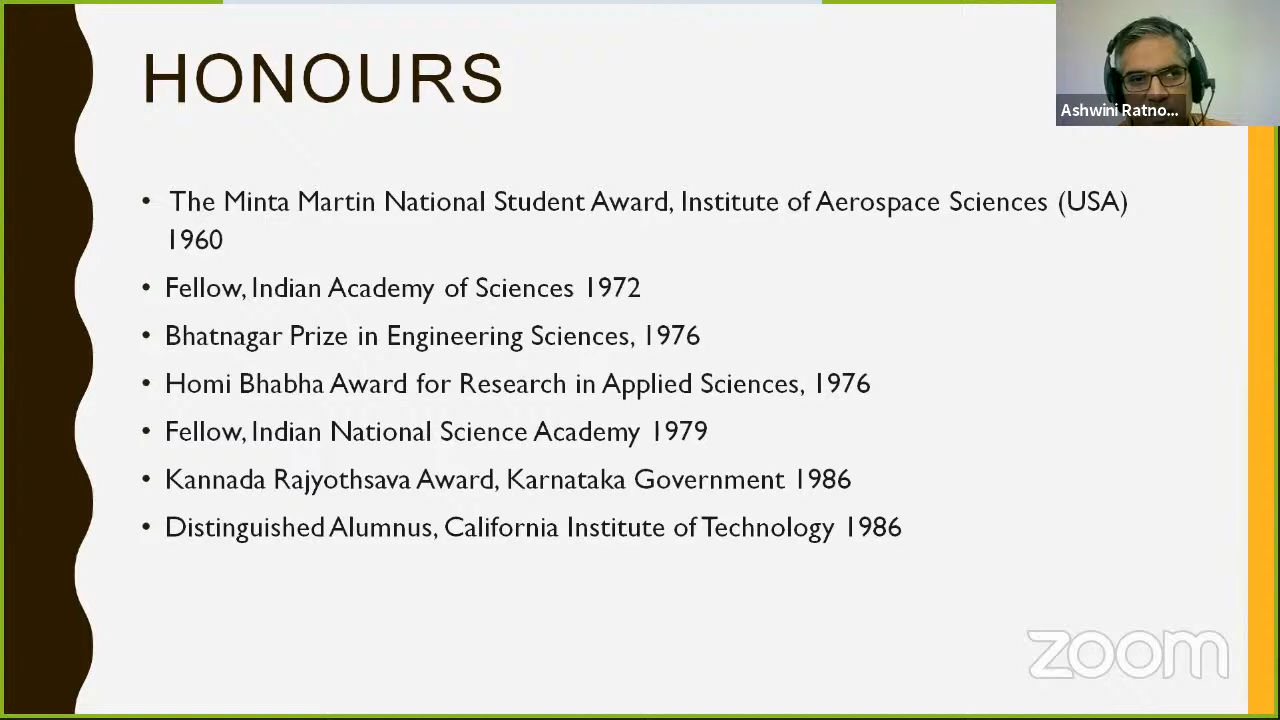 HONOURS
Ashwini Ratno...
• The Minta Martin National Student Award, Institute of Aerospace Sciences (USA)
1960
• Fellow, Indian Academy of Sciences 1972
• Bhatnagar Prize in Engineering Sciences, 1976
• Homi Bhabha Award for Research in Applied Sciences, 1976
• Fellow, Indian National Science Academy 1979
• Kannada Rajyothsava Award, Karnataka Government 1986
• Distinguished Alumnus, California Institute of Technology 1986
zoom